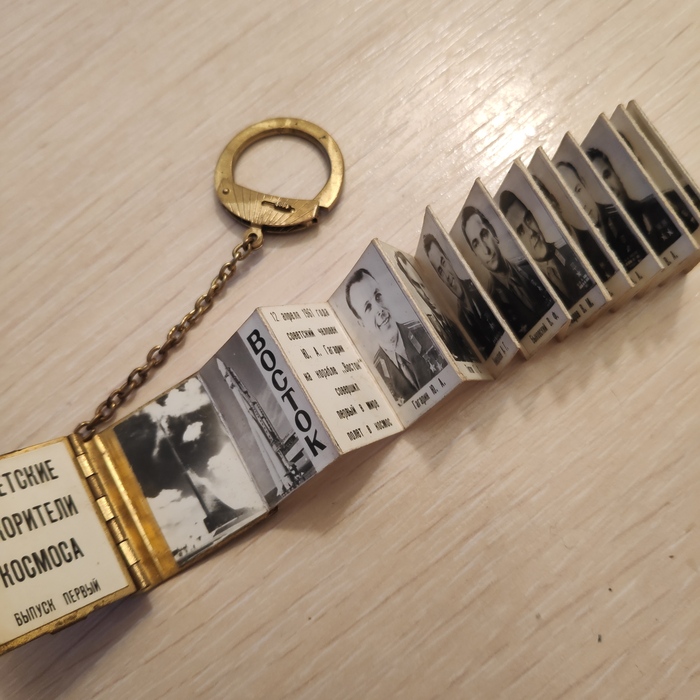 ЕТСКИЕ
ОРИТЕЛИ
КОСМОСА
ВЫПУСК ПЕРВЫЙ
ВОСТОК
12 апреля 1961 года
советский человек
Ю. А. Гагарин
на корабле „Восток"
совершил
первый в мире
полет в космос
Гагарин Ю. А.